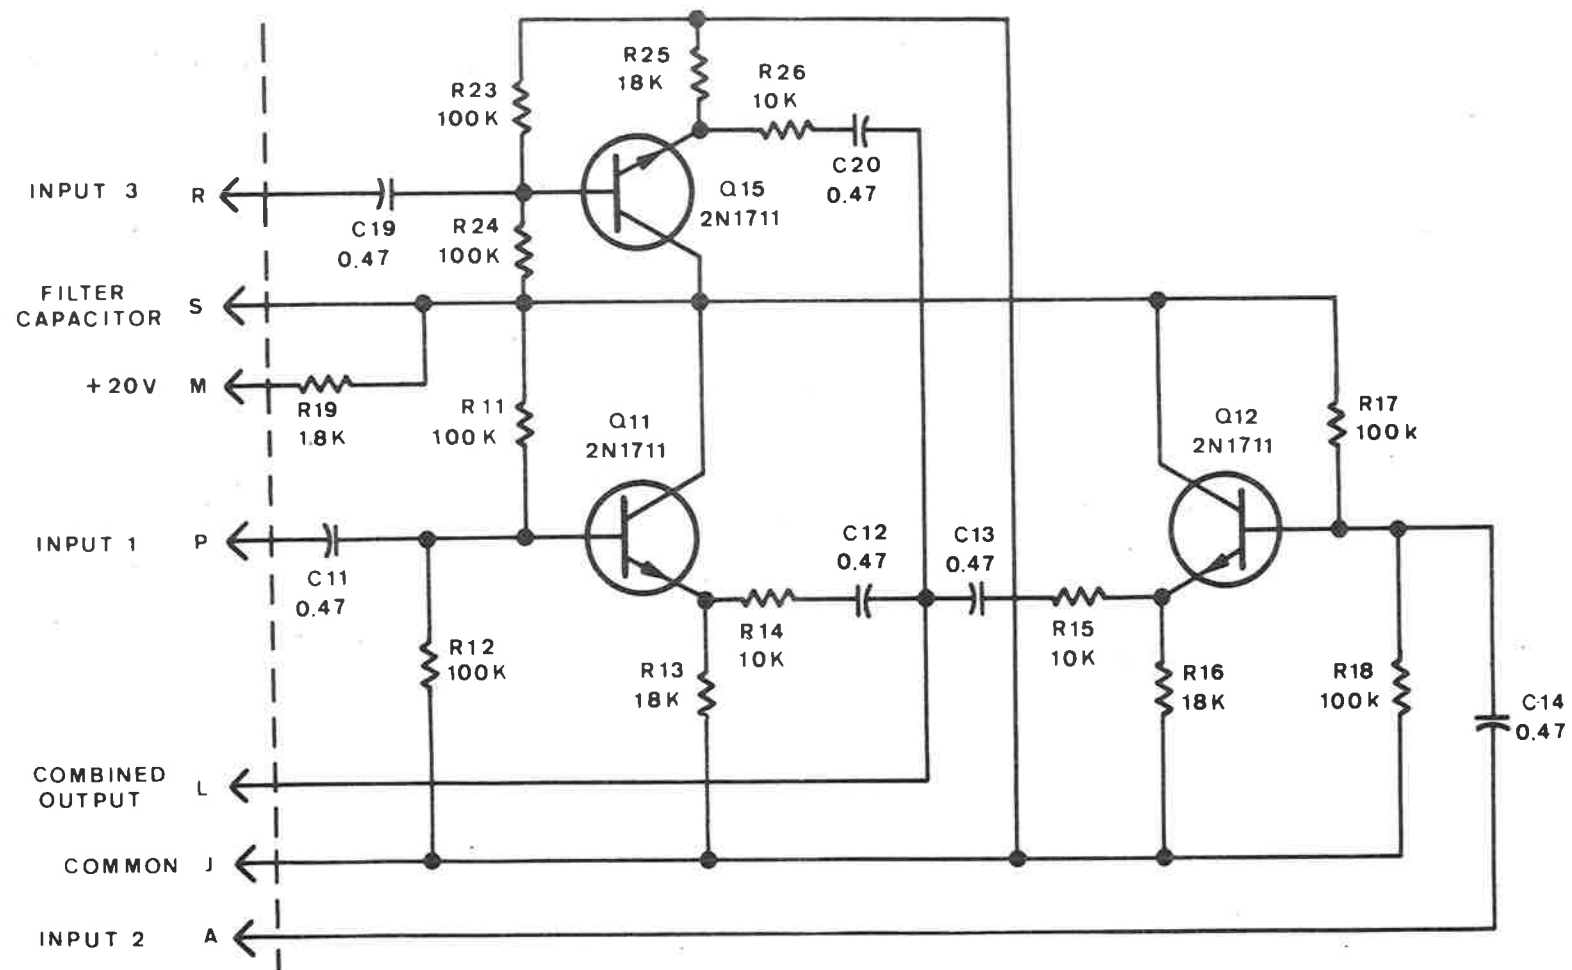 R25
18K
R26
10K
R23
100K
INPUT 3 R
C19
0.47
R24
100K
Q15
2N1711
C20
0.47
FILTER
CAPACITOR S
+20V M
R19
1.8K
R11
100K
Q11
2N1711
Q12
2N1711
R17
100k
INPUT 1 P
C11
0.47
C12
0.47
C13
0.47
R12
100K
R14
10K
R13
18K
R15
10K
R16
18K
R18
100k
C14
0.47
COMBINED
OUTPUT L
COMMON J
INPUT 2 A